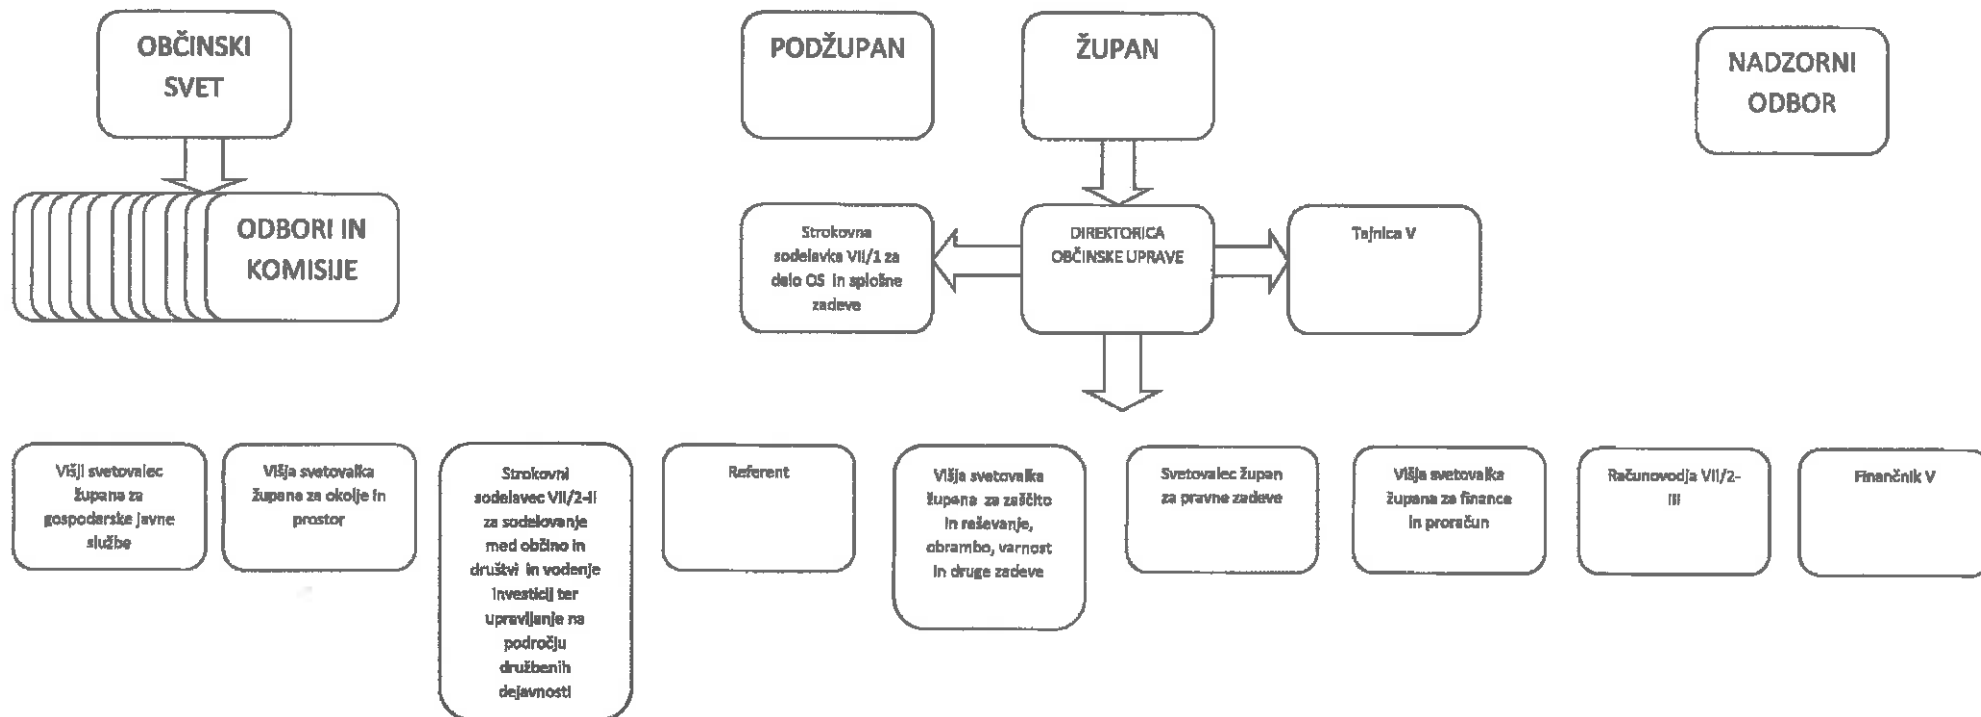 OBČINSKI
SVET
PODŽUPAN
ŽUPAN
NADZORNI
ODBOR
ODBORI IN
KOMISIJE
Strokovna
sodelavka VII/1 za
delo OS in splošne
zadeve
DIREKTORICA
OBČINSKE UPRAVE
Tajnica V
Višji svetovalec
župana za
gospodarske javne
službe
Višja svetovalka
župana za okolje in
prostor
Strokovni
sodelavec VII/2-II
za sodelovanje
med občino in
društvi in vodenje
investicij ter
upravljanje na
področju
družbenih
dejavnosti
Referent
Višja svetovalka
župana za zaščito
in reševanje,
obrambo, varnost
in druge zadeve
Svetovalec župan
za pravne zadeve
Višja svetovalka
župana za finance
in proračun
Računovodja VII/2-
III
Finančnik V